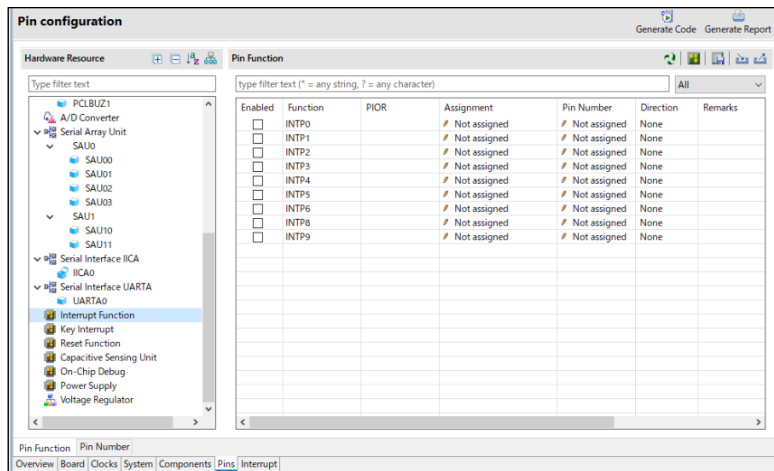 Pin configuration
Generate Code Generate Report
Hardware Resource
Pin Function
Type filter text
type filter text (* = any string, ? = any character)
All
Enabled Function PIOR Assignment Pin Number Direction Remarks
INTP0 Not assigned Not assigned None
INTP1 Not assigned Not assigned None
INTP2 Not assigned Not assigned None
INTP3 Not assigned Not assigned None
INTP4 Not assigned Not assigned None
INTP5 Not assigned Not assigned None
INTP6 Not assigned Not assigned None
INTP8 Not assigned Not assigned None
INTP9 Not assigned Not assigned None
PCLBUZ1
A/D Converter
Serial Array Unit
SAU0
SAU00
SAU01
SAU02
SAU03
SAU1
SAU10
SAU11
Serial Interface IICA
IICA0
Serial Interface UARTA
UARTA0
Interrupt Function
Key Interrupt
Reset Function
Capacitive Sensing Unit
On-Chip Debug
Power Supply
Voltage Regulator
Pin Function Pin Number
Overview Board Clocks System Components Pins Interrupt